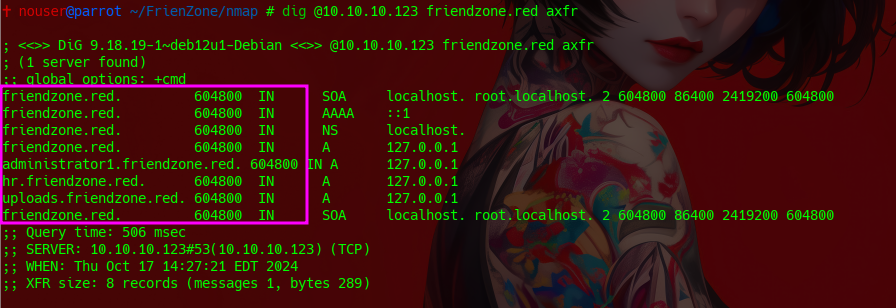 ✝ nouser@parrot ~/FrienZone/nmap # dig @10.10.10.123 friendzone.red axfr
; <<>> DiG 9.18.19-1~deb12u1-Debian <<>> @10.10.10.123 friendzone.red axfr
; (1 server found)
;; global options: +cmd
friendzone.red. 604800 IN SOA localhost. root.localhost. 2 604800 86400 2419200 604800
friendzone.red. 604800 IN AAAA ::1
friendzone.red. 604800 IN NS localhost.
friendzone.red. 604800 IN A 127.0.0.1
administrator1.friendzone.red. 604800 IN A 127.0.0.1
hr.friendzone.red. 604800 IN A 127.0.0.1
uploads.friendzone.red. 604800 IN A 127.0.0.1
friendzone.red. 604800 IN SOA localhost. root.localhost. 2 604800 86400 2419200 604800
;; Query time: 506 msec
;; SERVER: 10.10.10.123#53(10.10.10.123) (TCP)
;; WHEN: Thu Oct 17 14:27:21 EDT 2024
;; XFR size: 8 records (messages 1, bytes 289)